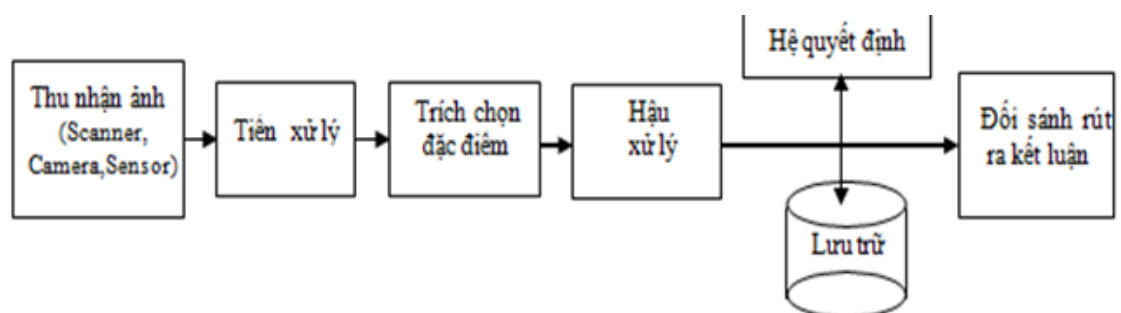 Thu nhận ảnh
(Scanner,
Camera,Sensor)
Tiền xử lý
Trích chọn
đặc điểm
Hậu
xử lý
Hệ quyết định
Lưu trữ
Đối sánh rút
ra kết luận